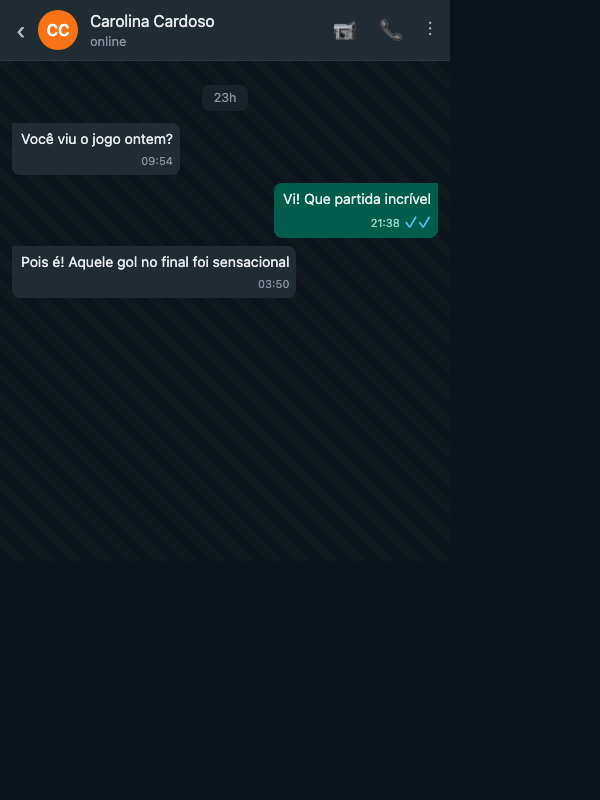 CC
Carolina Cardoso
online
23h
Você viu o jogo ontem?
09:54
Vi! Que partida incrível
21:38
Pois é! Aquele gol no final foi sensacional
03:50